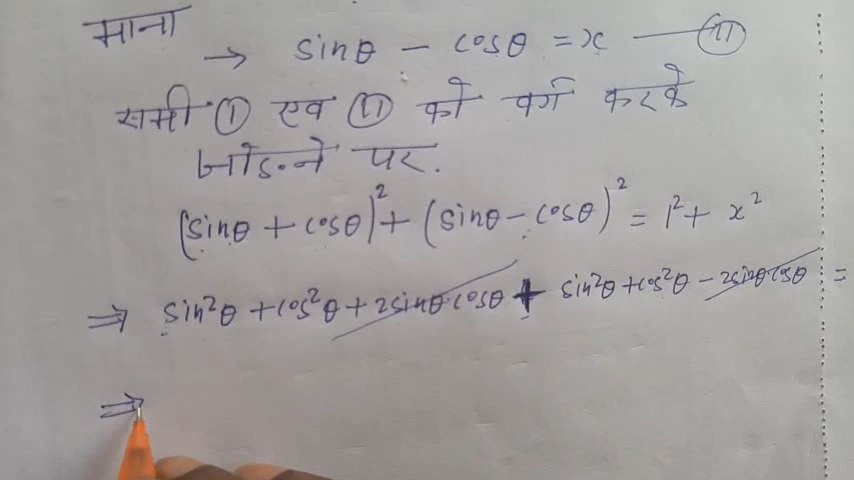 माना
→ sinθ - cosθ = x — (II)
समी (I) एव (II) को वर्ग करके
जोड़ने पर.
(sinθ + cosθ)² + (sinθ - cosθ)² = 1² + x²
⇒ sin²θ + cos²θ + 2sinθ cosθ + sin²θ + cos²θ - 2sinθ cosθ =
⇒